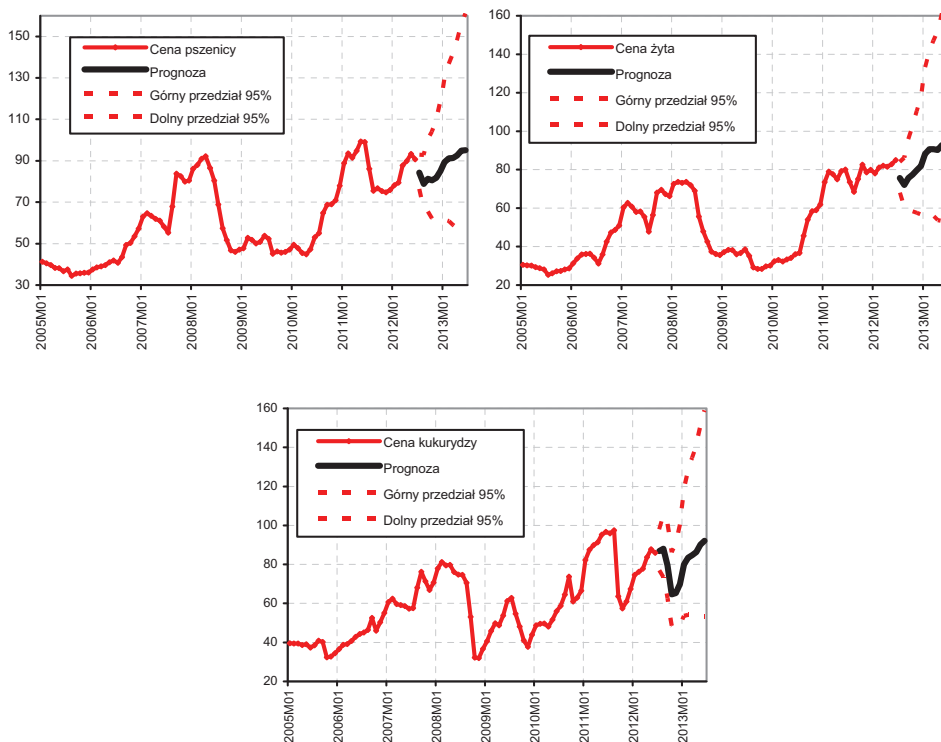 150
130
110
90
70
50
30
Cena pszenicy
Prognoza
Górny przedział 95%
Dolny przedział 95%
2005M01
2006M01
2007M01
2008M01
2009M01
2010M01
2011M01
2012M01
2013M01
160
140
120
100
80
60
40
20
Cena żyta
Prognoza
Górny przedział 95%
Dolny przedział 95%
2005M01
2006M01
2007M01
2008M01
2009M01
2010M01
2011M01
2012M01
2013M01
160
140
120
100
80
60
40
20
Cena kukurydzy
Prognoza
Górny przedział 95%
Dolny przedział 95%
2005M01
2006M01
2007M01
2008M01
2009M01
2010M01
2011M01
2012M01
2013M01